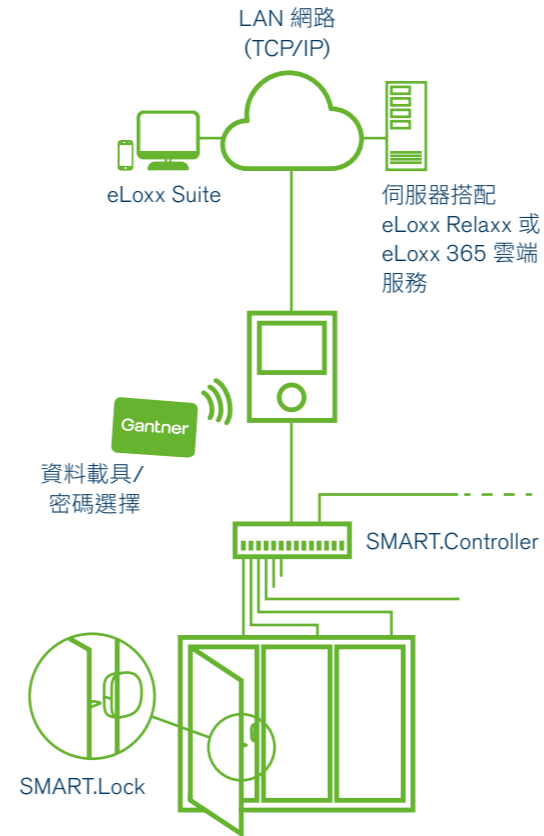 LAN 網路
(TCP/IP)
eLoxx Suite
伺服器搭配
eLoxx Relaxx 或
eLoxx 365 雲端
服務
Gantner
資料載具/
密碼選擇
SMART.Controller
SMART.Lock